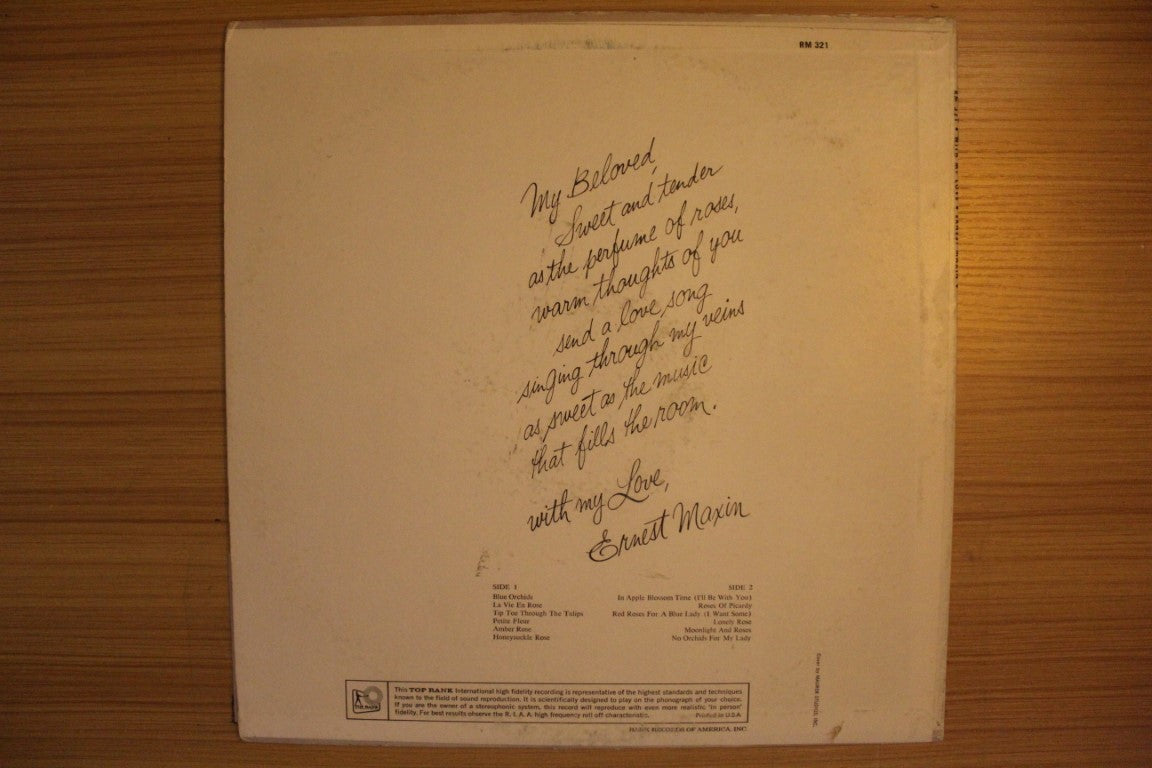 RM 321
My Beloved,
Sweet and tender
as the perfume of roses,
warm thoughts of you
send a love song
singing through my veins
as sweet as the music
that fills the room.
with my Love,
Ernest Maxin
SIDE 1
Blue Orchids
La Vie En Rose
Tip Toe Through The Tulips
Petite Fleur
Amber Rose
Honeysuckle Rose
SIDE 2
In Apple Blossom Time (I'll Be With You)
Roses Of Picardy
Red Roses For A Blue Lady (I Want Some)
Lonely Rose
Moonlight And Roses
No Orchids For My Lady
Cover by MAURER STUDIO, INC.
TOP RANK
This TOP RANK International high fidelity recording is representative of the highest standards and techniques
known to the field of sound reproduction. It is scientifically designed to play on the phonograph of your choice.
If you are the owner of a stereophonic system, this record will reproduce with even more realistic 'in person'
fidelity. For best results observe the R. I. A. A. high frequency roll off characteristic.
Printed in U.S.A.
RANK RECORDS OF AMERICA, INC.